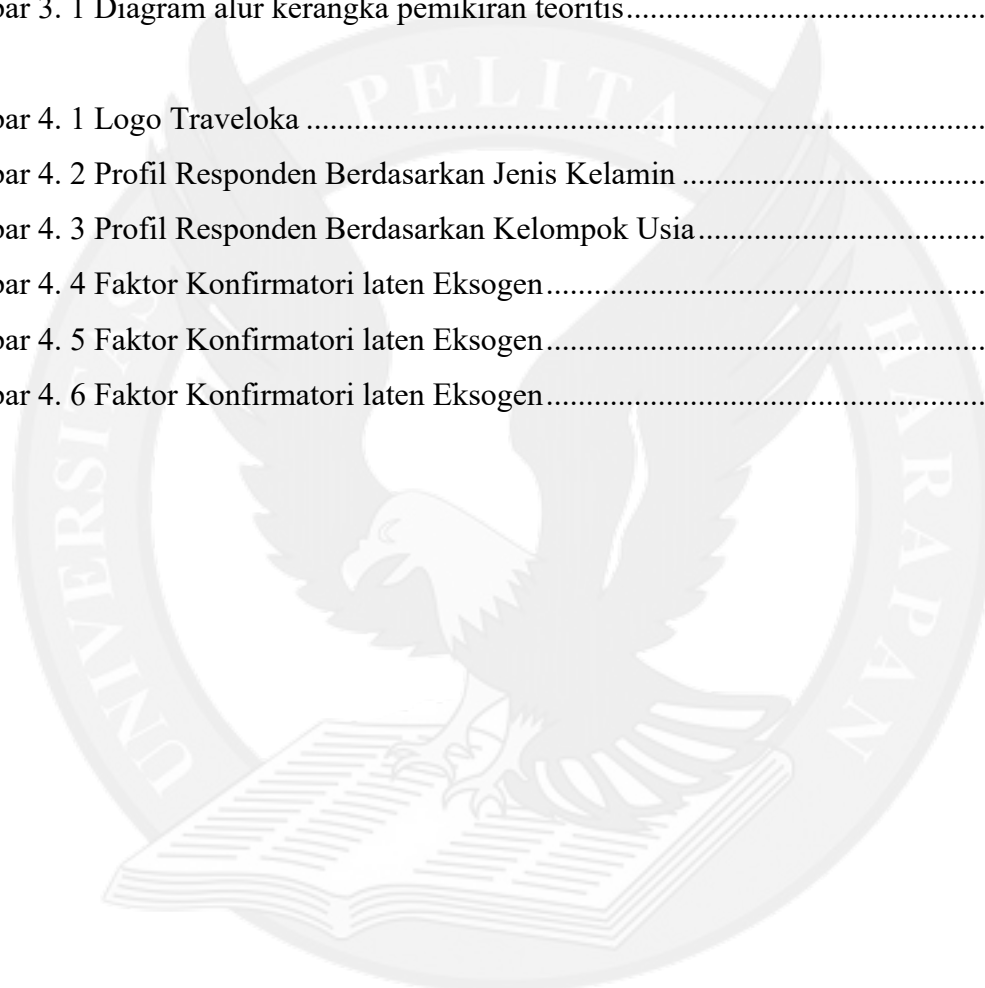 bar 3. 1 Diagram alur kerangka pemikiran teoritis
bar 4. 1 Logo Traveloka
bar 4. 2 Profil Responden Berdasarkan Jenis Kelamin
bar 4. 3 Profil Responden Berdasarkan Kelompok Usia
bar 4. 4 Faktor Konfirmatori laten Eksogen
bar 4. 5 Faktor Konfirmatori laten Eksogen
bar 4. 6 Faktor Konfirmatori laten Eksogen
UNIVERSITAS PELITA HARAPAN